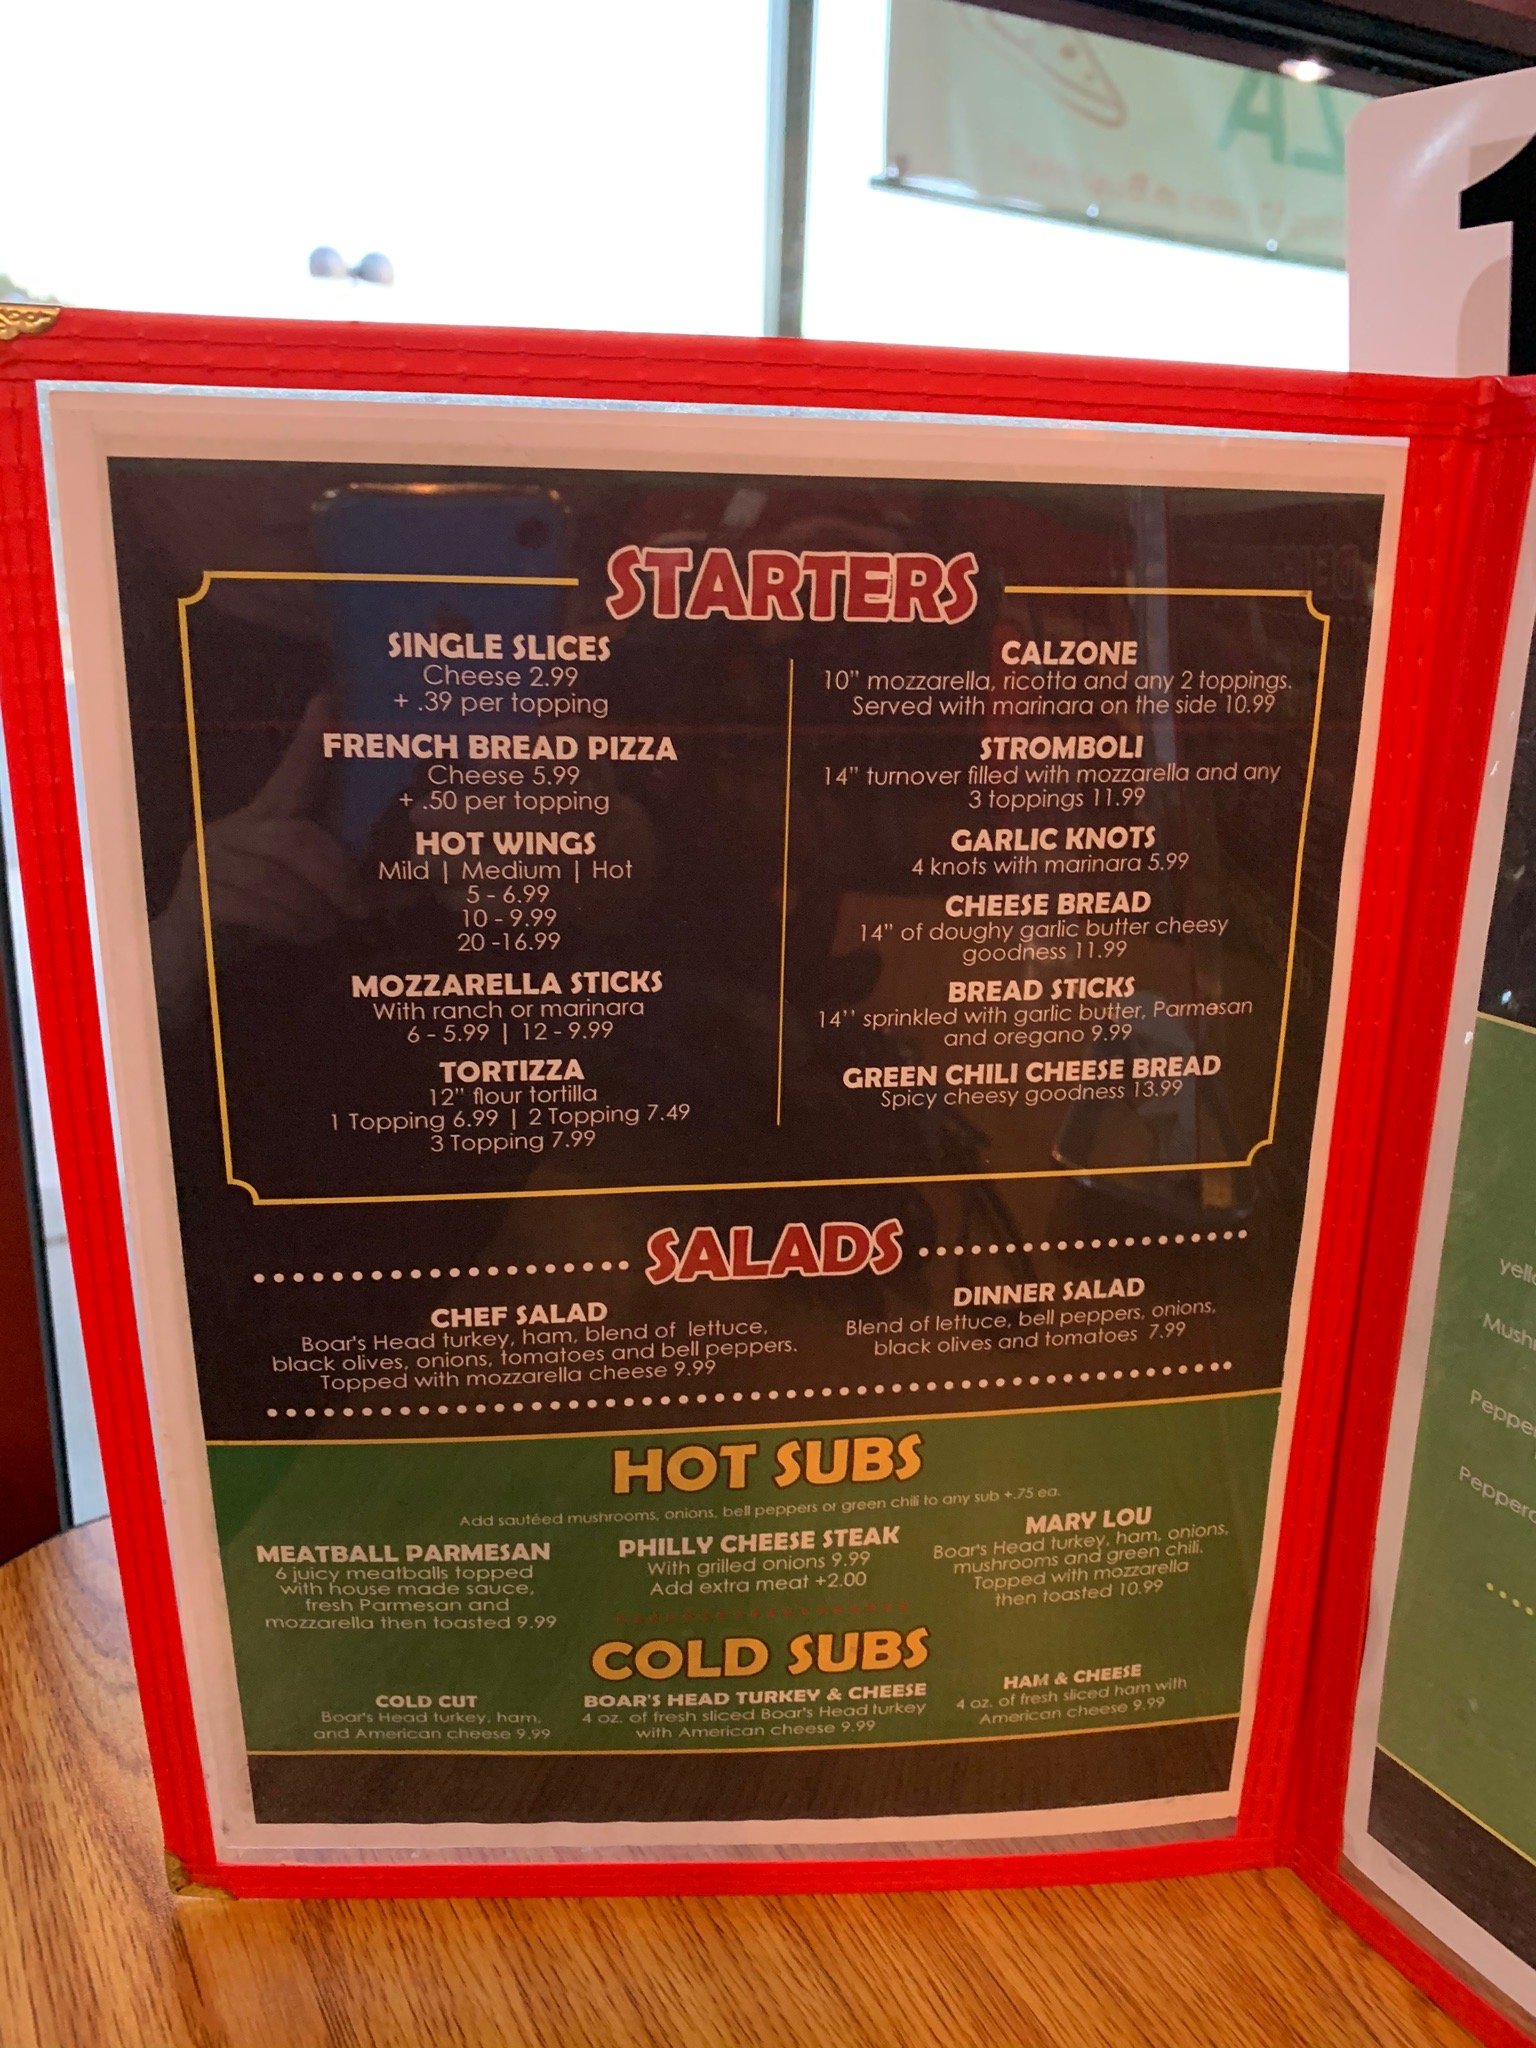 STARTERS
SINGLE SLICES
Cheese 2.99
+ .39 per topping
FRENCH BREAD PIZZA
Cheese 5.99
+ .50 per topping
HOT WINGS
Mild | Medium | Hot
5 - 6.99
10 - 9.99
20 -16.99
MOZZARELLA STICKS
With ranch or marinara
6 - 5.99 | 12 - 9.99
TORTIZZA
12" flour tortilla
1 Topping 6.99 | 2 Topping 7.49
3 Topping 7.99
CALZONE
10" mozzarella, ricotta and any 2 toppings.
Served with marinara on the side 10.99
STROMBOLI
14" turnover filled with mozzarella and any
3 toppings 11.99
GARLIC KNOTS
4 knots with marinara 5.99
CHEESE BREAD
14" of doughy garlic butter cheesy
goodness 11.99
BREAD STICKS
14'' sprinkled with garlic butter, Parmesan
and oregano 9.99
GREEN CHILI CHEESE BREAD
Spicy cheesy goodness 13.99
SALADS
CHEF SALAD
Boar's Head turkey, ham, blend of lettuce,
black olives, onions, tomatoes and bell peppers.
Topped with mozzarella cheese 9.99
DINNER SALAD
Blend of lettuce, bell peppers, onions,
black olives and tomatoes 7.99
HOT SUBS
Add sautéed mushrooms, onions, bell peppers or green chili to any sub +.75 ea.
MEATBALL PARMESAN
6 juicy meatballs topped
with house made sauce,
fresh Parmesan and
mozzarella then toasted 9.99
PHILLY CHEESE STEAK
With grilled onions 9.99
Add extra meat +2.00
MARY LOU
Boar's Head turkey, ham, onions,
mushrooms and green chili.
Topped with mozzarella
then toasted 10.99
COLD SUBS
COLD CUT
Boar's Head turkey, ham,
and American cheese 9.99
BOAR'S HEAD TURKEY & CHEESE
4 oz. of fresh sliced Boar's Head turkey
with American cheese 9.99
HAM & CHEESE
4 oz. of fresh sliced ham with
American cheese 9.99
1